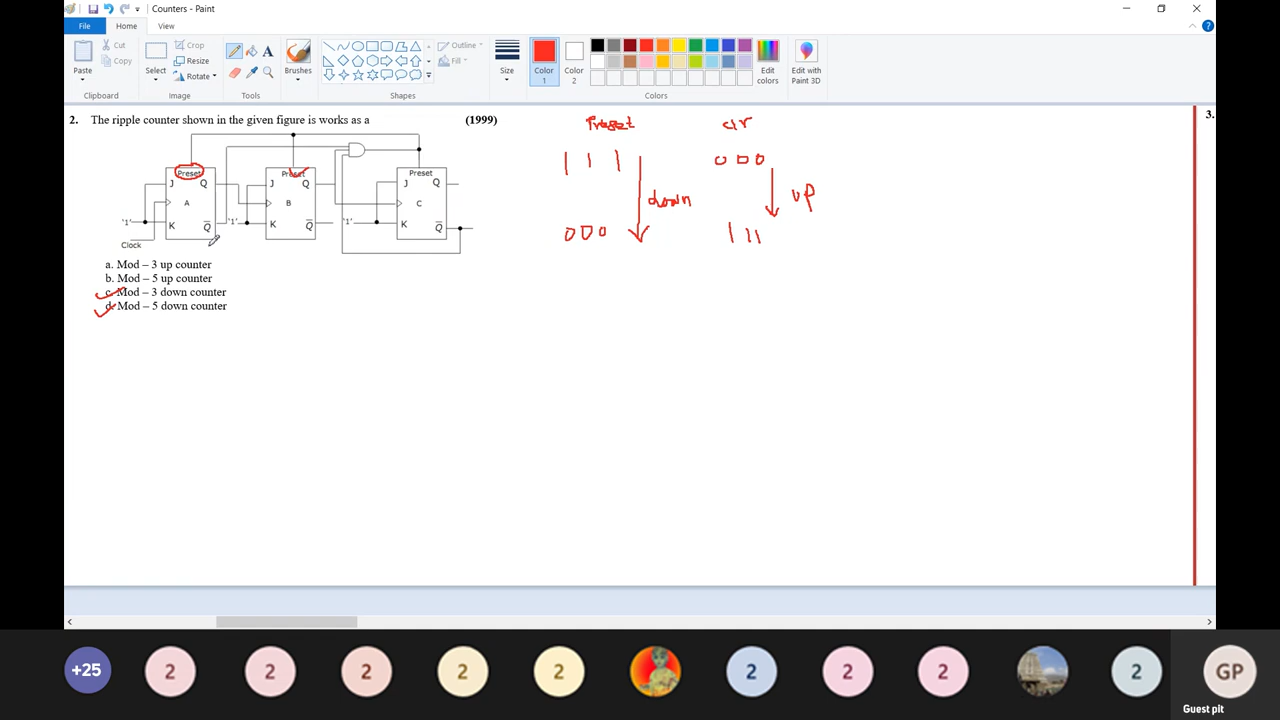 Counters - Paint
File Home View
Paste
Cut
Copy
Clipboard
Select
Crop
Resize
Rotate
Image
A
Tools
Brushes
Outline
Fill
Shapes
Size
Color 1
Color 2
Edit colors
Edit with Paint 3D
Colors
2. The ripple counter shown in the given figure is works as a (1999)
3.
Preset
J Q
A
K Q̅
'1'
Clock
Preset
J Q
B
K Q̅
'1'
Preset
J Q
C
K Q̅
'1'
a. Mod – 3 up counter
b. Mod – 5 up counter
c. Mod – 3 down counter
d. Mod – 5 down counter
Preset clr
1 1 1 0 0 0
down up
0 0 0 1 1 1
+25 2 2 2 2 2 2 2 2 2 GP
Guest pit